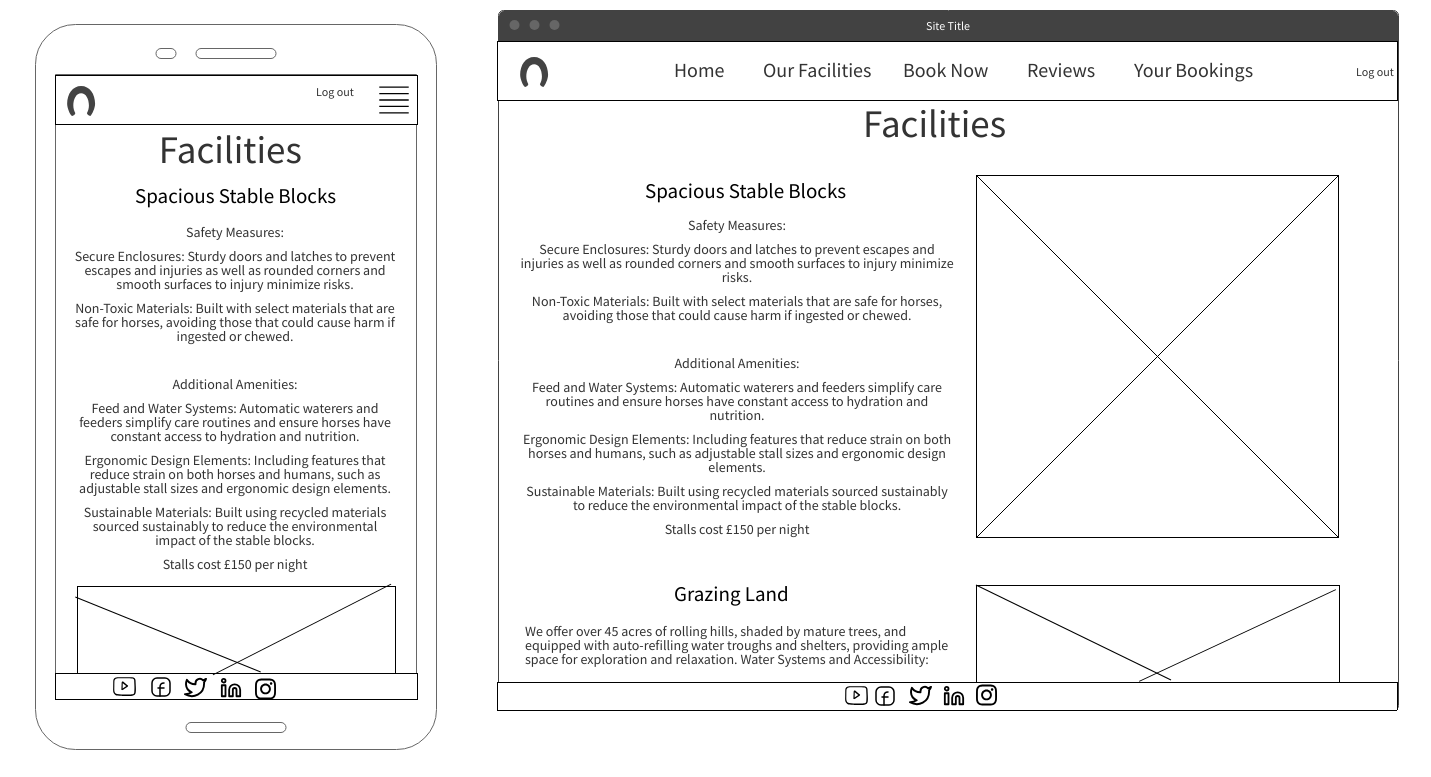 Log out
Facilities
Spacious Stable Blocks
Safety Measures:
Secure Enclosures: Sturdy doors and latches to prevent
escapes and injuries as well as rounded corners and
smooth surfaces to injury minimize risks.
Non-Toxic Materials: Built with select materials that are
safe for horses, avoiding those that could cause harm if
ingested or chewed.
Additional Amenities:
Feed and Water Systems: Automatic waterers and
feeders simplify care routines and ensure horses have
constant access to hydration and nutrition.
Ergonomic Design Elements: Including features that
reduce strain on both horses and humans, such as
adjustable stall sizes and ergonomic design elements.
Sustainable Materials: Built using recycled materials
sourced sustainably to reduce the environmental
impact of the stable blocks.
Stalls cost £150 per night
Site Title
Home Our Facilities Book Now Reviews Your Bookings Log out
Facilities
Spacious Stable Blocks
Safety Measures:
Secure Enclosures: Sturdy doors and latches to prevent escapes and
injuries as well as rounded corners and smooth surfaces to injury minimize
risks.
Non-Toxic Materials: Built with select materials that are safe for horses,
avoiding those that could cause harm if ingested or chewed.
Additional Amenities:
Feed and Water Systems: Automatic waterers and feeders simplify care
routines and ensure horses have constant access to hydration and
nutrition.
Ergonomic Design Elements: Including features that reduce strain on both
horses and humans, such as adjustable stall sizes and ergonomic design
elements.
Sustainable Materials: Built using recycled materials sourced sustainably
to reduce the environmental impact of the stable blocks.
Stalls cost £150 per night
Grazing Land
We offer over 45 acres of rolling hills, shaded by mature trees, and
equipped with auto-refilling water troughs and shelters, providing ample
space for exploration and relaxation. Water Systems and Accessibility: